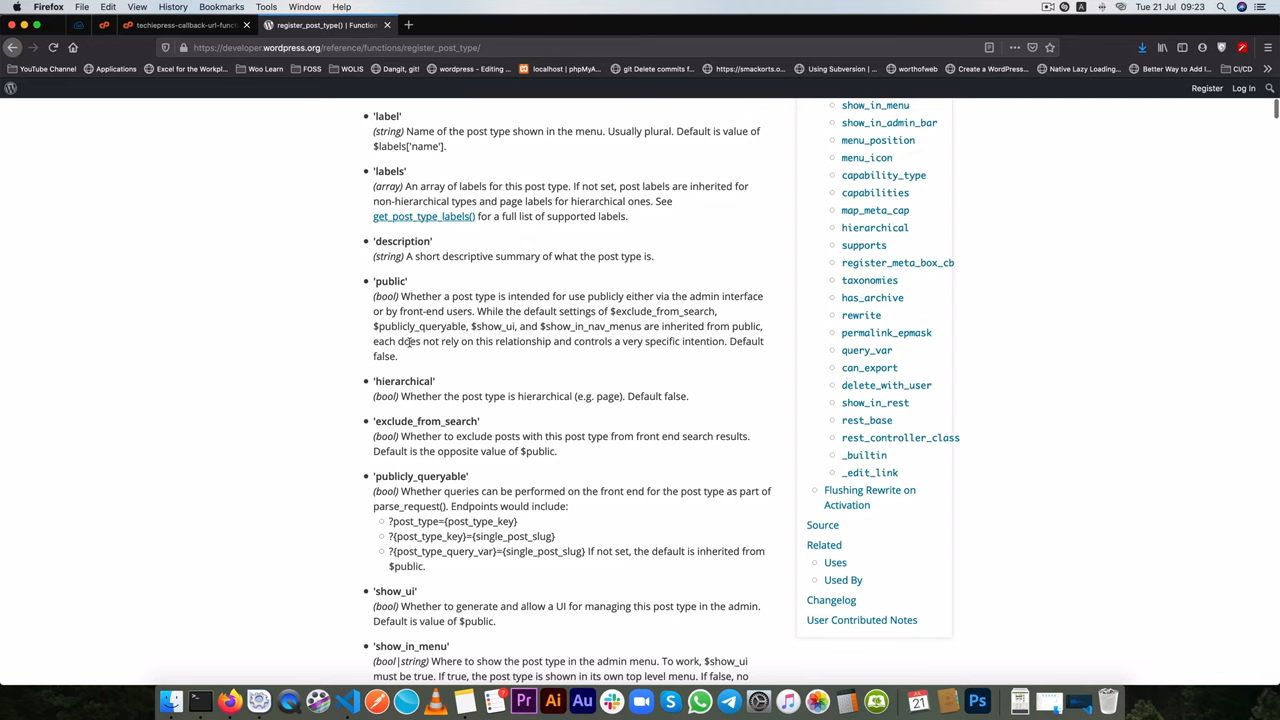 Firefox File Edit View History Bookmarks Tools Window Help
Tue 21 Jul 09:23
techiepress-callback-url-func
register_post_type() | Function
https://developer.wordpress.org/reference/functions/register_post_type/
YouTube Channel Applications Excel for the Workpl... Woo Learn FOSS WOLIS Dangit, git! wordpress - Editing ... localhost | phpMyA... git Delete commits f... https://smackorts.com... Using Subversion | ... worthofweb Create a WordPress... Native Lazy Loading... Better Way to Add I... CI/CD
Register Log In
'label'
(string) Name of the post type shown in the menu. Usually plural. Default is value of
$labels['name'].
'labels'
(array) An array of labels for this post type. If not set, post labels are inherited for
non-hierarchical types and page labels for hierarchical ones. See
get_post_type_labels() for a full list of supported labels.
'description'
(string) A short descriptive summary of what the post type is.
'public'
(bool) Whether a post type is intended for use publicly either via the admin interface
or by front-end users. While the default settings of $exclude_from_search,
$publicly_queryable, $show_ui, and $show_in_nav_menus are inherited from public,
each does not rely on this relationship and controls a very specific intention. Default
false.
'hierarchical'
(bool) Whether the post type is hierarchical (e.g. page). Default false.
'exclude_from_search'
(bool) Whether to exclude posts with this post type from front end search results.
Default is the opposite value of $public.
'publicly_queryable'
(bool) Whether queries can be performed on the front end for the post type as part of
parse_request(). Endpoints would include:
?post_type={post_type_key}
?{post_type_key}={single_post_slug}
?{post_type_query_var}={single_post_slug} If not set, the default is inherited from
$public.
'show_ui'
(bool) Whether to generate and allow a UI for managing this post type in the admin.
Default is value of $public.
'show_in_menu'
(bool|string) Where to show the post type in the admin menu. To work, $show_ui
must be true. If true, the post type is shown in its own top level menu. If false, no
show_in_menu
show_in_admin_bar
menu_position
menu_icon
capability_type
capabilities
map_meta_cap
hierarchical
supports
register_meta_box_cb
taxonomies
has_archive
rewrite
permalink_epmask
query_var
can_export
delete_with_user
show_in_rest
rest_base
rest_controller_class
_builtin
_edit_link
Flushing Rewrite on
Activation
Source
Related
Uses
Used By
Changelog
User Contributed Notes